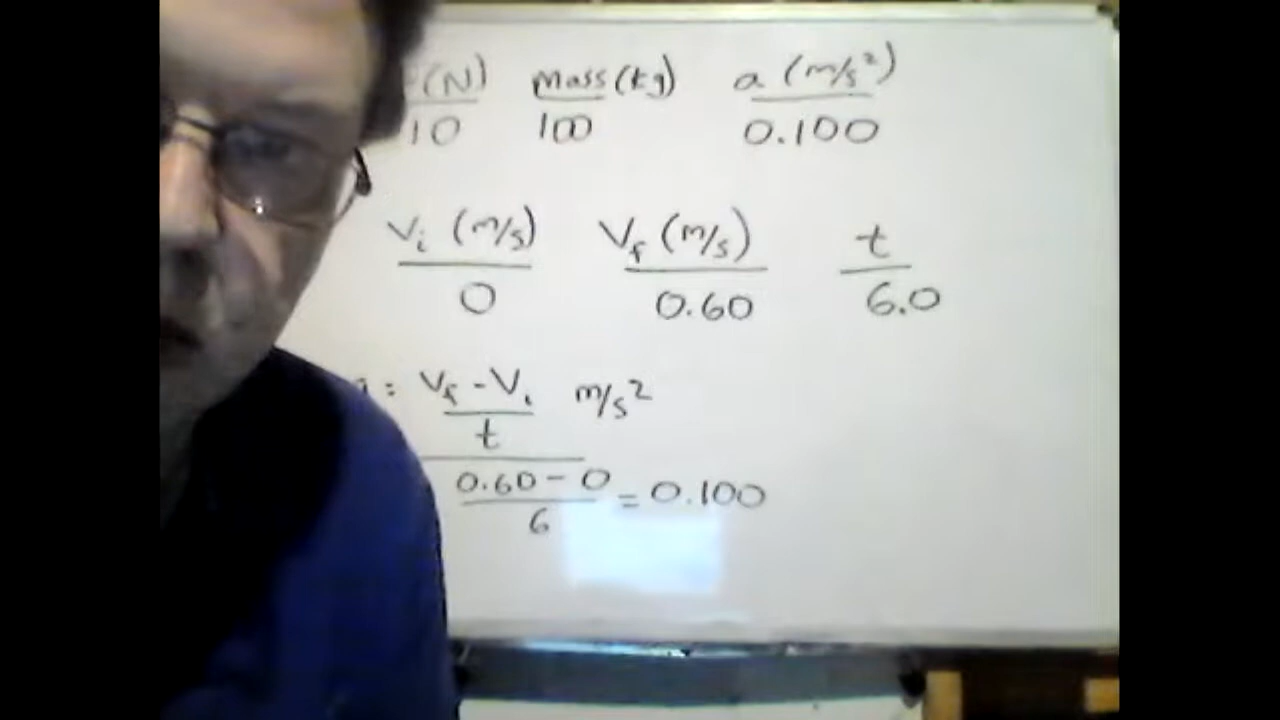 (N) mass (kg) a (m/s²)
10 100 0.100
Vi (m/s) Vf (m/s) t
0 0.60 6.0
= Vf - Vi m/s²
t
0.60 - 0 = 0.100
6